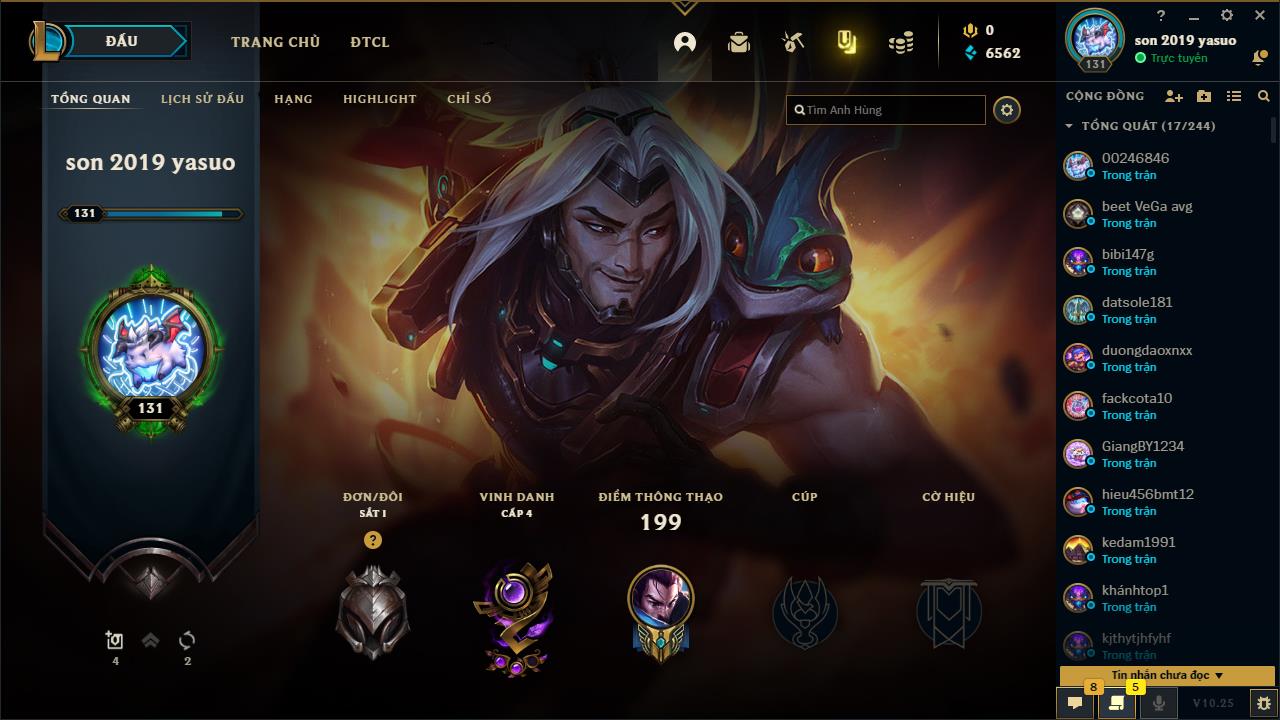 ĐẤU
TRANG CHỦ
ĐTCL
0
6562
?
son 2019 yasuo
Trực tuyến
131
TỔNG QUAN
LỊCH SỬ ĐẤU
HẠNG
HIGHLIGHT
CHỈ SỐ
Tìm Anh Hùng
son 2019 yasuo
131
131
ĐƠN/ĐÔI
SẮT I
?
VINH DANH
CẤP 4
ĐIỂM THÔNG THẠO
199
CÚP
CỜ HIỆU
4
2
CỘNG ĐỒNG
TỔNG QUÁT (17/244)
00246846
Trong trận
beet VeGa avg
Trong trận
bibi147g
Trong trận
datsole181
Trong trận
duongdaoxnxx
Trong trận
fackcota10
Trong trận
GiangBY1234
Trong trận
hieu456bmt12
Trong trận
kedam1991
Trong trận
khánhtop1
Trong trận
kjthytjhfyhf
Trong trận
Tin nhắn chưa đọc
8
5
V10.25